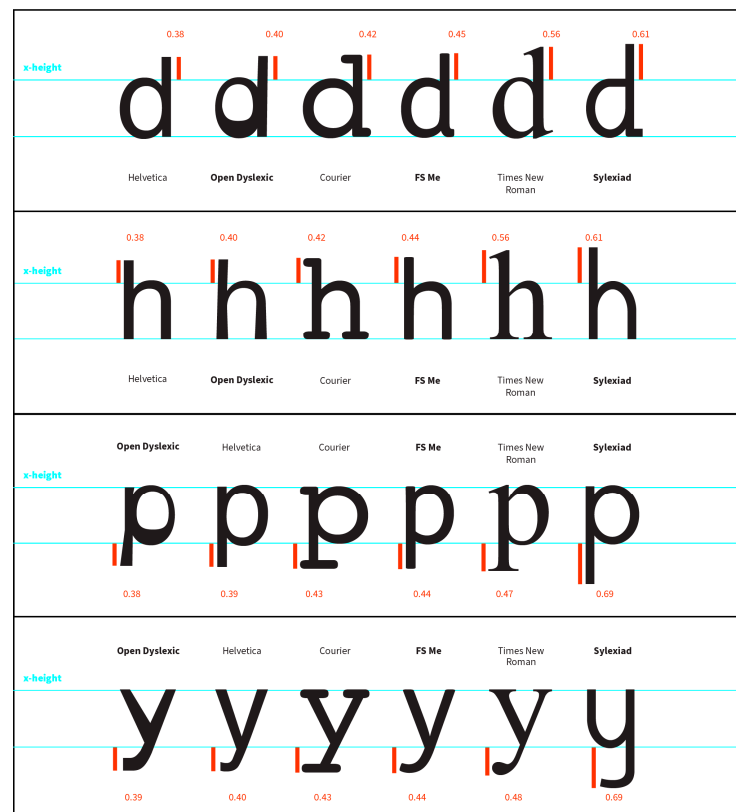 0.38 0.40 0.42 0.45 0.56 0.61
x-height
d d d d d d
Helvetica Open Dyslexic Courier FS Me Times New Roman Sylexiad
0.38 0.40 0.42 0.44 0.56 0.61
x-height
h h h h h h
Helvetica Open Dyslexic Courier FS Me Times New Roman Sylexiad
Open Dyslexic Helvetica Courier FS Me Times New Roman Sylexiad
x-height
p p p p p p
0.38 0.39 0.43 0.44 0.47 0.69
Open Dyslexic Helvetica Courier FS Me Times New Roman Sylexiad
x-height
y y y y y y
0.39 0.40 0.43 0.44 0.48 0.69